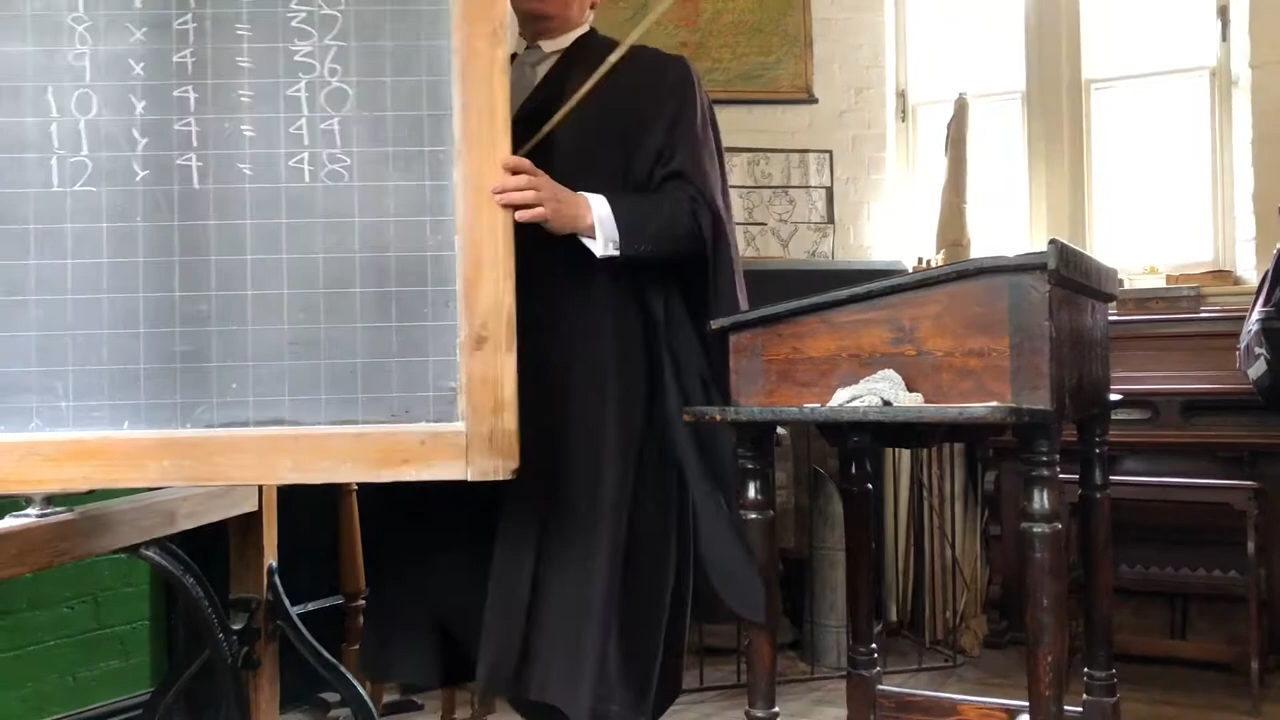 8 x 4 = 32
9 x 4 = 36
10 x 4 = 40
11 x 4 = 44
12 x 4 = 48